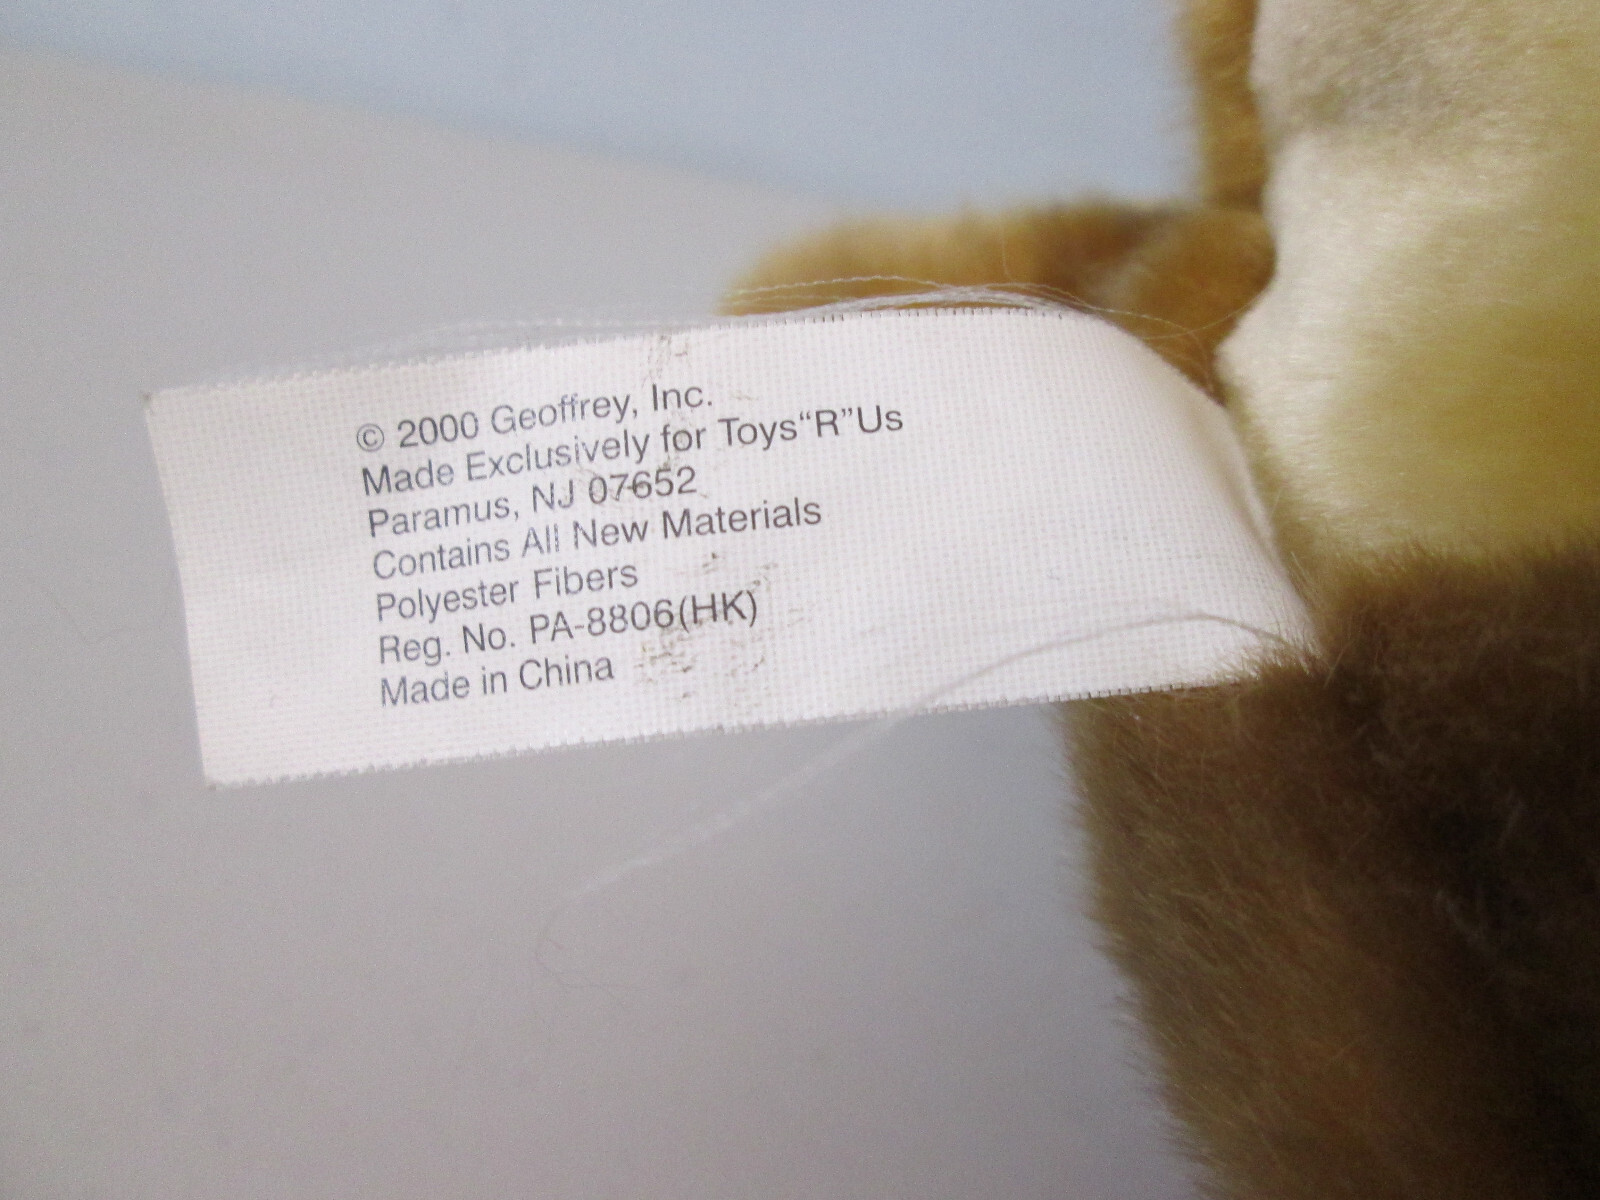 © 2000 Geoffrey, Inc.
Made Exclusively for Toys“R”Us
Paramus, NJ 07652
Contains All New Materials
Polyester Fibers
Reg. No. PA-8806(HK)
Made in China